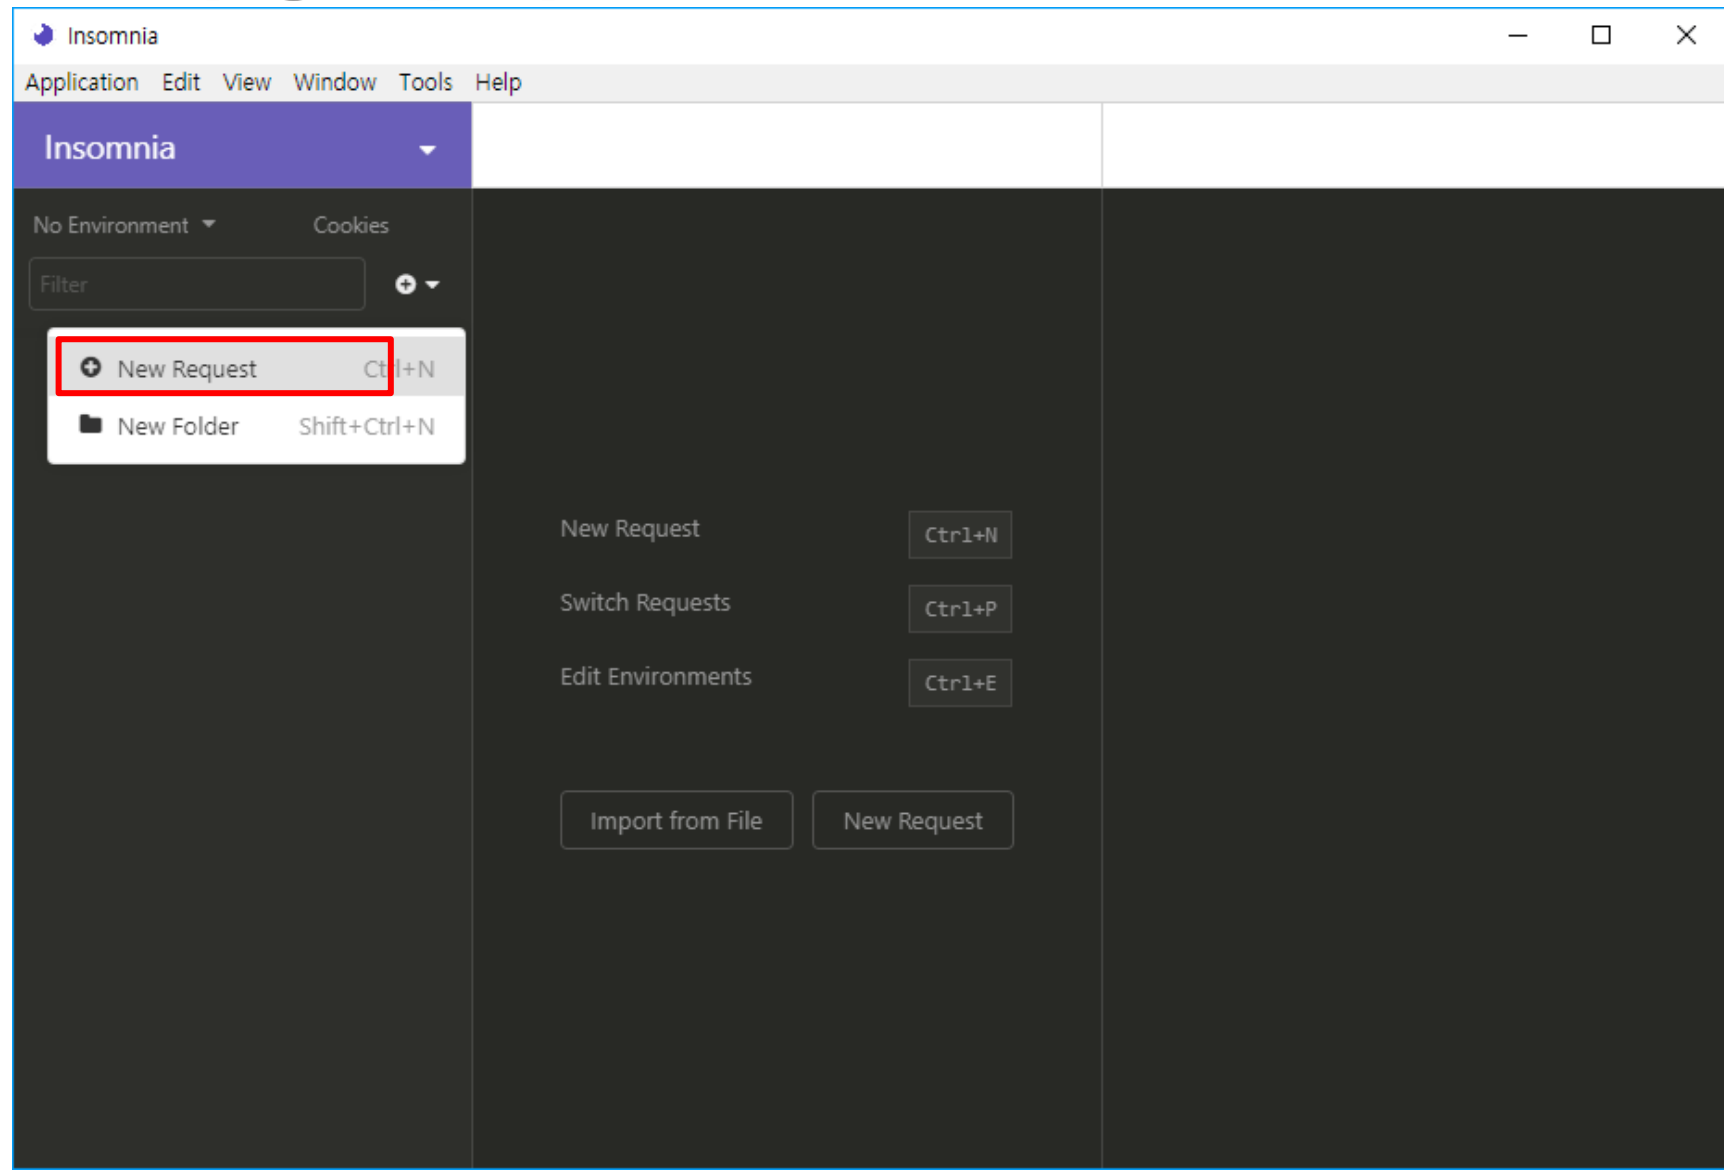 Insomnia
Application Edit View Window Tools Help
Insomnia
No Environment Cookies
Filter
New Request Ctrl+N
New Folder Shift+Ctrl+N
New Request Ctrl+N
Switch Requests Ctrl+P
Edit Environments Ctrl+E
Import from File New Request